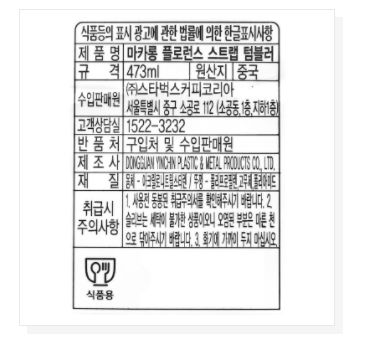 식품등의 표시 광고에 관한 법률에 의한 한글표시사항
제 품 명 마카롱 플로런스 스트랩 텀블러
규 격 473ml 원산지 중국
수입판매원 ㈜스타벅스커피코리아
서울특별시 중구 소공로 112 (소공동,1층,지하1층)
고객상담실 1522-3232
반 품 처 구입처 및 수입판매원
제 조 사 DONGGUAN YINCHIN PLASTIC & METAL PRODUCTS CO., LTD.
재 질 몸체 - 아크릴로니트릴스티렌 / 뚜껑 - 폴리프로필렌,고무제,폴리아미드
취급시 주의사항 1. 사용전 동봉된 취급주의서를 확인해주시기 바랍니다. 2.
슬리브는 세척이 불가한 상품이오니 오염된 부분은 마른 천
으로 닦아주시기 바랍니다. 3. 화기에 가까이 두지 마십시오.
식품용